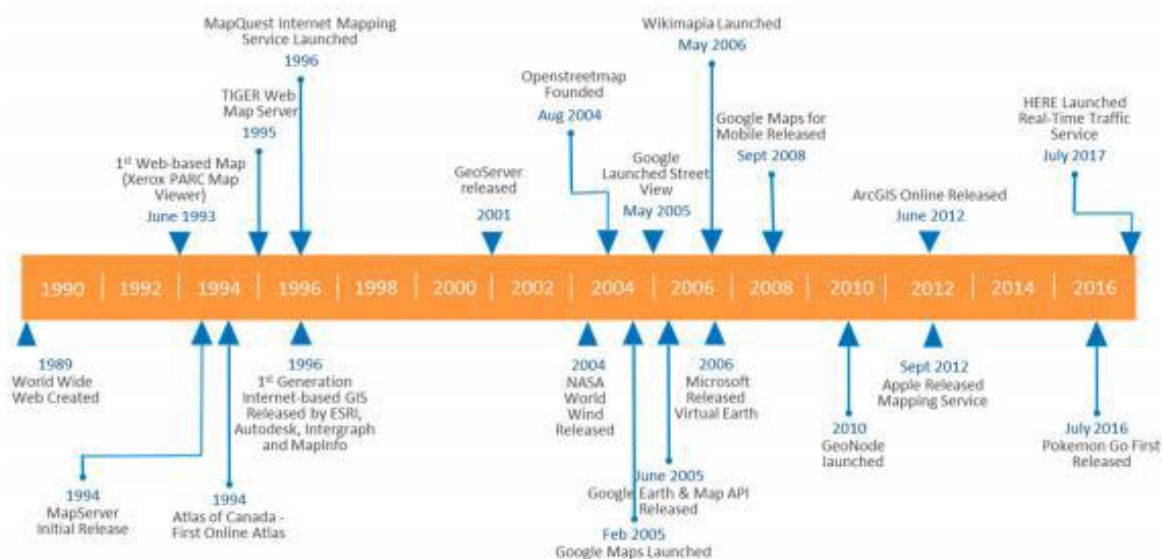 MapQuest Internet Mapping
Service Launched
1996
TIGER Web
Map Server
1995
1st Web-based Map
(Xerox PARC Map
Viewer)
June 1993
GeoServer
released
2001
Openstreetmap
Founded
Aug 2004
Google
Launched Street
View
May 2005
Wikimapia Launched
May 2006
Google Maps for
Mobile Released
Sept 2008
ArcGIS Online Released
June 2012
HERE Launched
Real-Time Traffic
Service
July 2017
1990 1992 1994 1996 1998 2000 2002 2004 2006 2008 2010 2012 2014 2016
1989
World Wide
Web Created
1994
MapServer
Initial Release
1994
Atlas of Canada -
First Online Atlas
1996
1st Generation
Internet-based GIS
Released by ESRI,
Autodesk, Intergraph
and MapInfo
2004
NASA
World
Wind
Released
Feb 2005
Google Maps Launched
June 2005
Google Earth & Map API
Released
2006
Microsoft
Released
Virtual Earth
2010
GeoNode
launched
Sept 2012
Apple Released
Mapping Service
July 2016
Pokemon Go First
Released